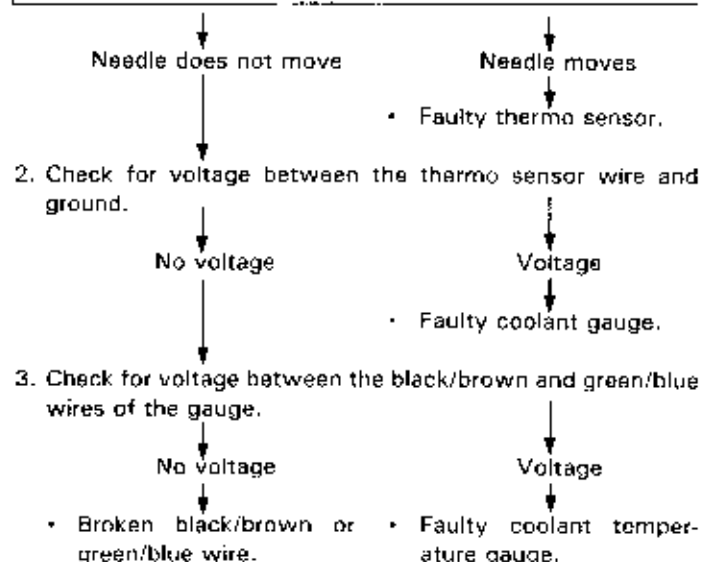 Needle does not move
Needle moves
• Faulty thermo sensor.
2. Check for voltage between the thermo sensor wire and
ground.
No voltage
Voltage
• Faulty coolant gauge.
3. Check for voltage between the black/brown and green/blue
wires of the gauge.
No voltage
Voltage
• Broken black/brown or
green/blue wire.
• Faulty coolant temper-
ature gauge.